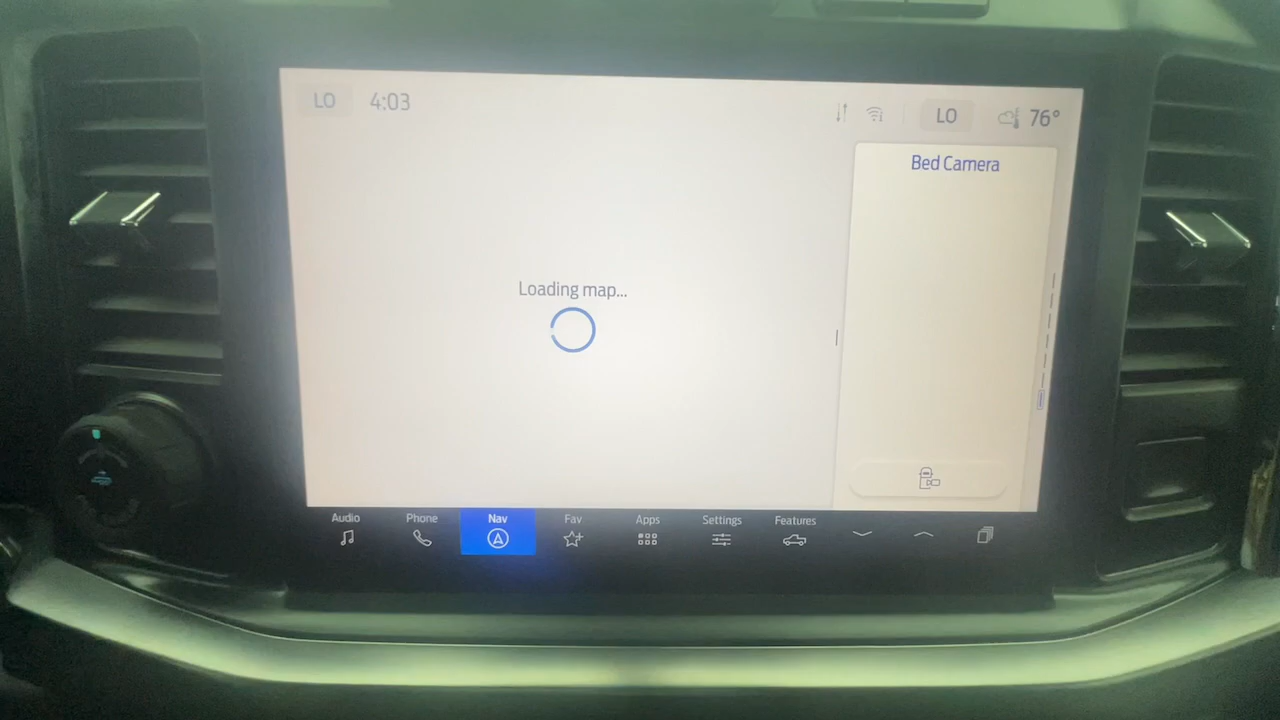 LO 4:03 LO 76°
Bed Camera
Loading map...
Audio Phone Nav Fav Apps Settings Features